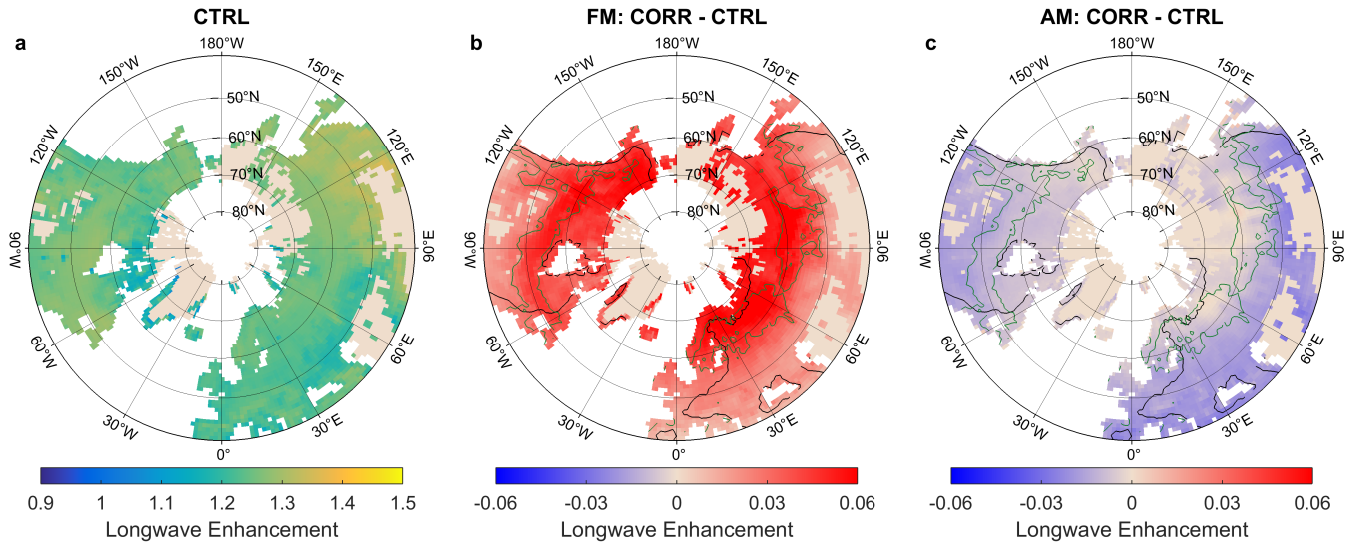 CTRL
a
180°W
150°W
150°E
120°W
120°E
50°N
60°N
70°N
80°N
90°W
90°E
60°W
60°E
30°W
30°E
0°
0.9 1 1.1 1.2 1.3 1.4 1.5
Longwave Enhancement
FM: CORR - CTRL
b
180°W
150°W
150°E
120°W
120°E
50°N
60°N
70°N
80°N
90°W
90°E
60°W
60°E
30°W
30°E
0°
-0.06 -0.03 0 0.03 0.06
Longwave Enhancement
AM: CORR - CTRL
c
180°W
150°W
150°E
120°W
120°E
50°N
60°N
70°N
80°N
90°W
90°E
60°W
60°E
30°W
30°E
0°
-0.06 -0.03 0 0.03 0.06
Longwave Enhancement